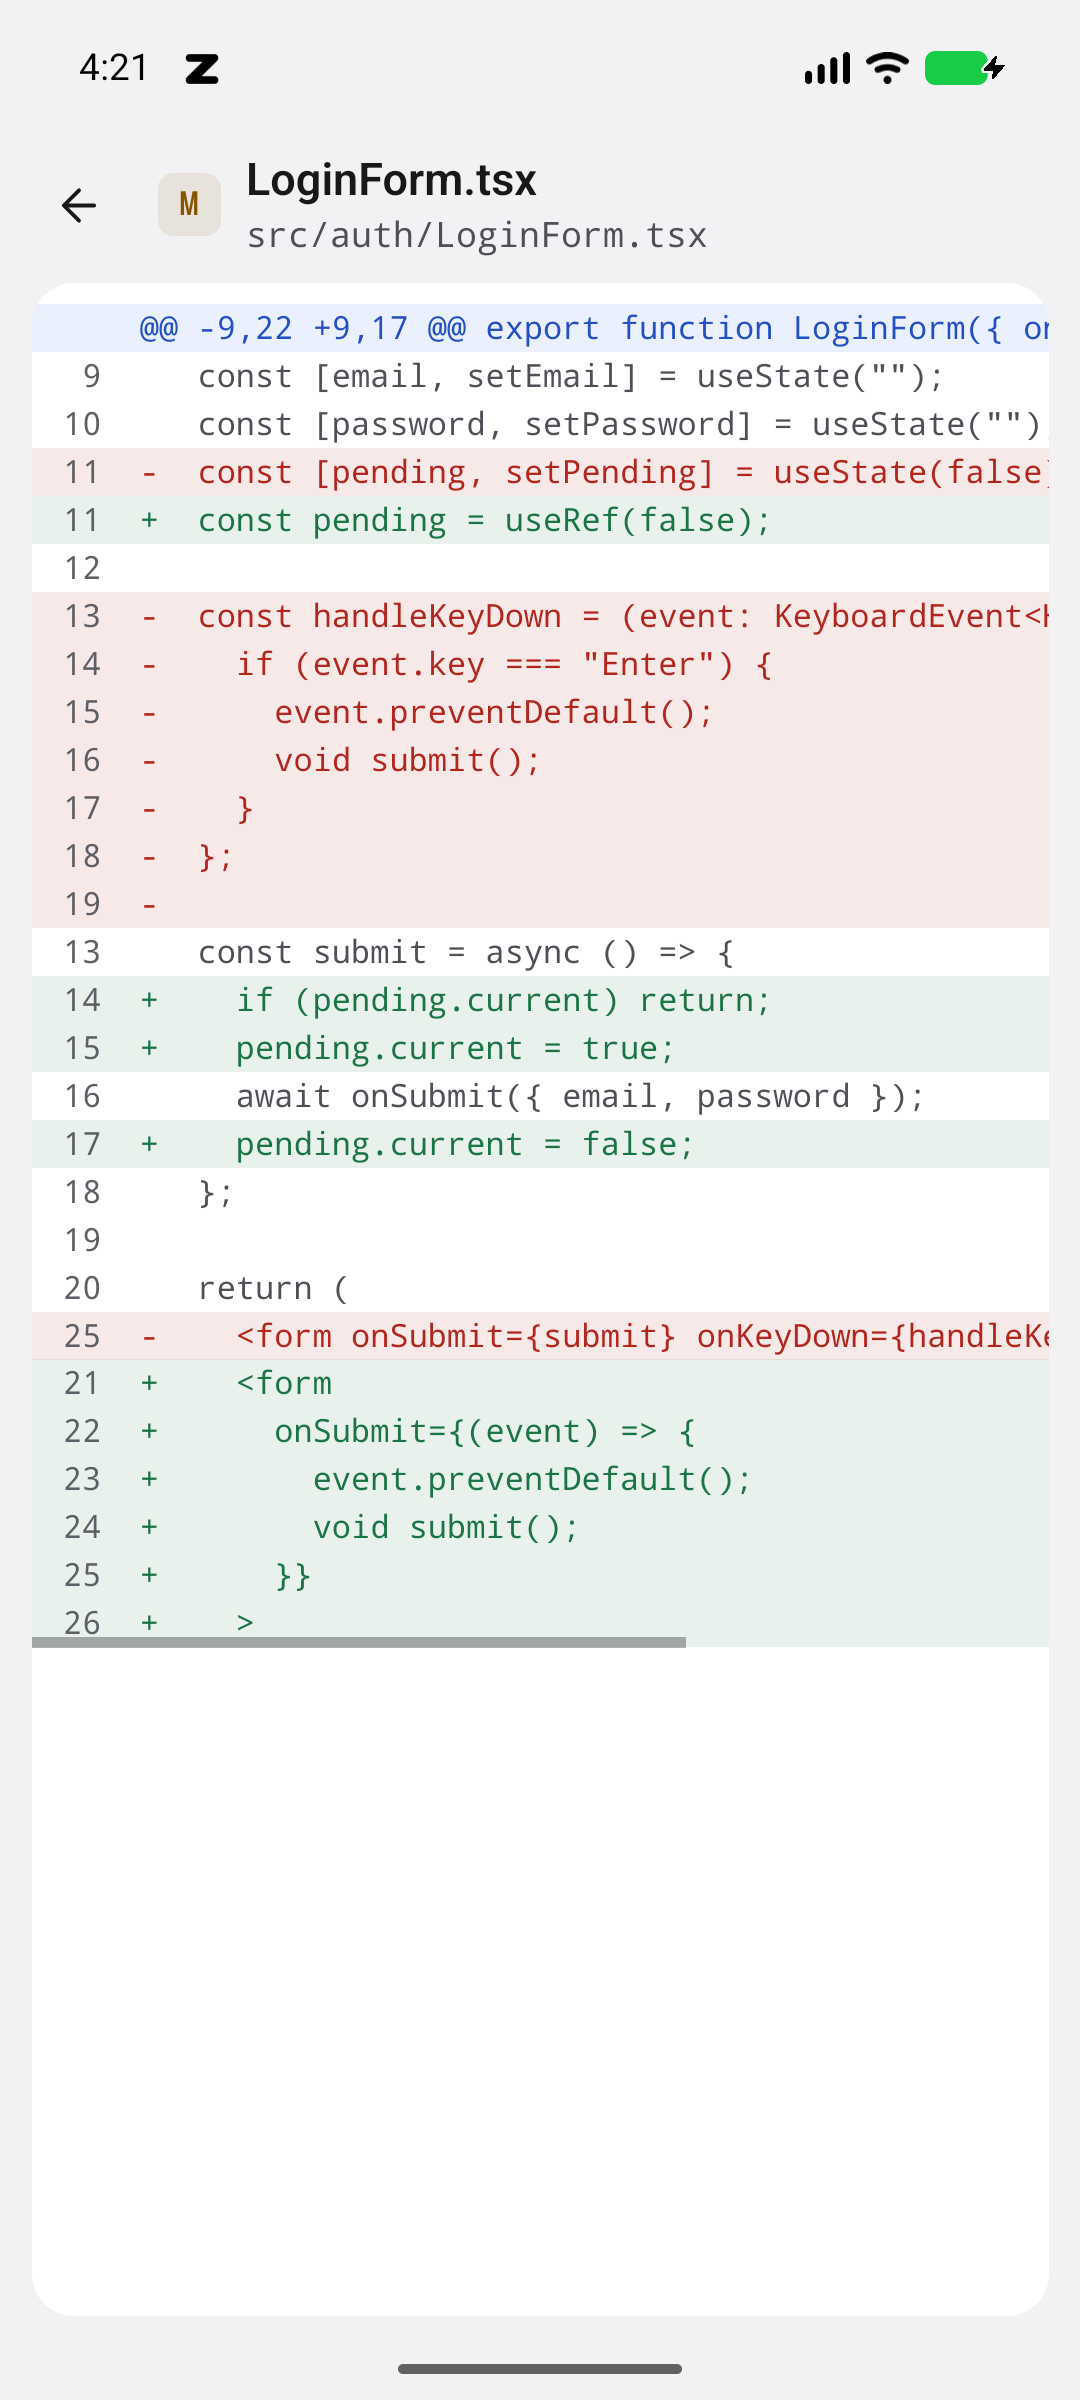 4:21
LoginForm.tsx
M
src/auth/LoginForm.tsx
@@ -9,22 +9,17 @@ export function LoginForm({ on
9 const [email, setEmail] = useState("");
10 const [password, setPassword] = useState("")
11 - const [pending, setPending] = useState(false)
11 + const pending = useRef(false);
12
13 - const handleKeyDown = (event: KeyboardEvent<H
14 - if (event.key === "Enter") {
15 - event.preventDefault();
16 - void submit();
17 - }
18 - };
19 -
13 const submit = async () => {
14 + if (pending.current) return;
15 + pending.current = true;
16 await onSubmit({ email, password });
17 + pending.current = false;
18 };
19
20 return (
25 - <form onSubmit={submit} onKeyDown={handleKe
21 + <form
22 + onSubmit={(event) => {
23 + event.preventDefault();
24 + void submit();
25 + }}
26 + >